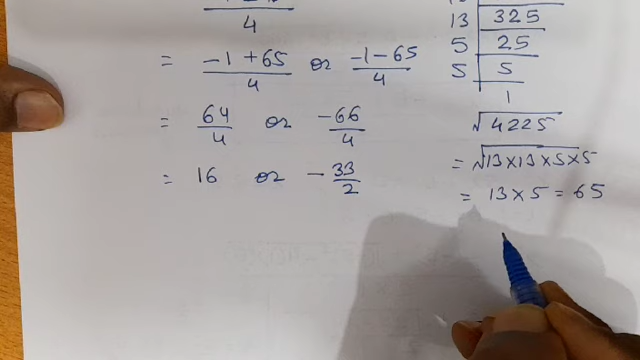 4
= -1+65/4 or -1-65/4
= 64/4 or -66/4
= 16 or -33/2
13 325
5 25
5 5
1
√4225
= √13×13×5×5
= 13×5 = 65